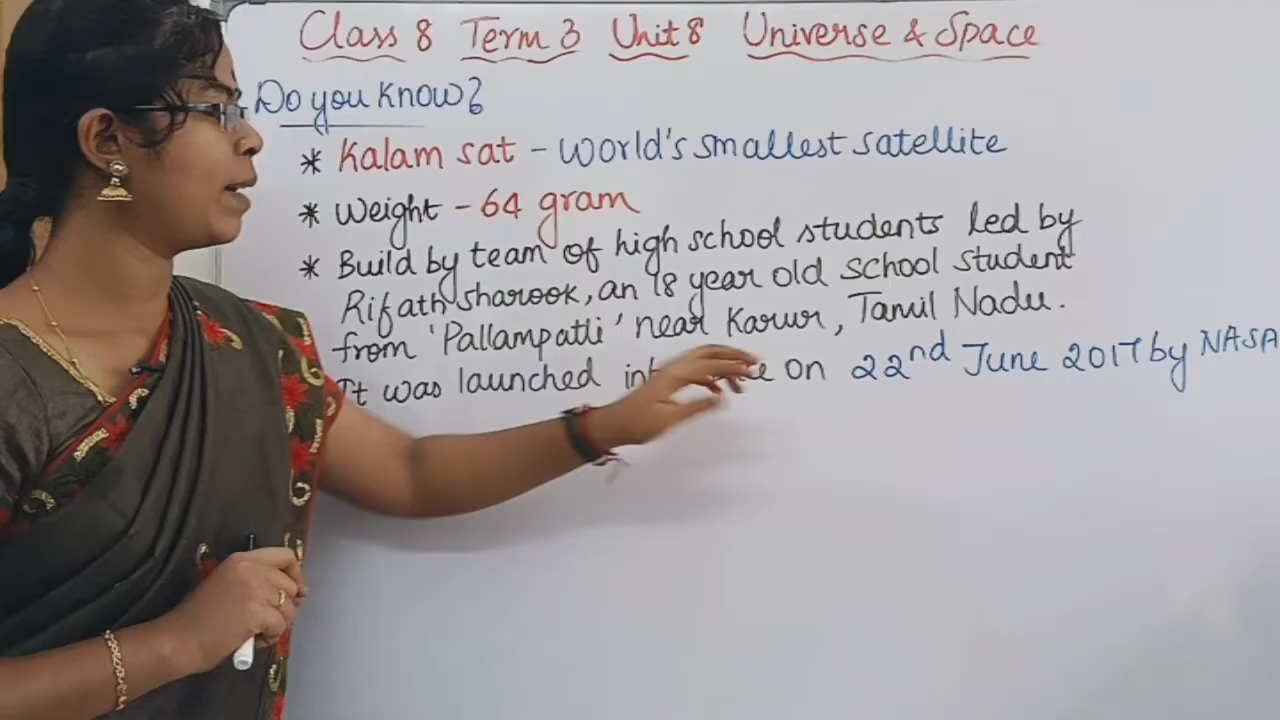 Class 8 Term 3 Unit 8 Universe & Space
Do you know?
* Kalam sat - world's smallest satellite
* Weight - 64 gram
* Build by team of high school students led by
Rifath sharook, an 18 year old school student
from 'Pallampatti' near Karur, Tamil Nadu.
It was launched on 22nd June 2017 by NASA